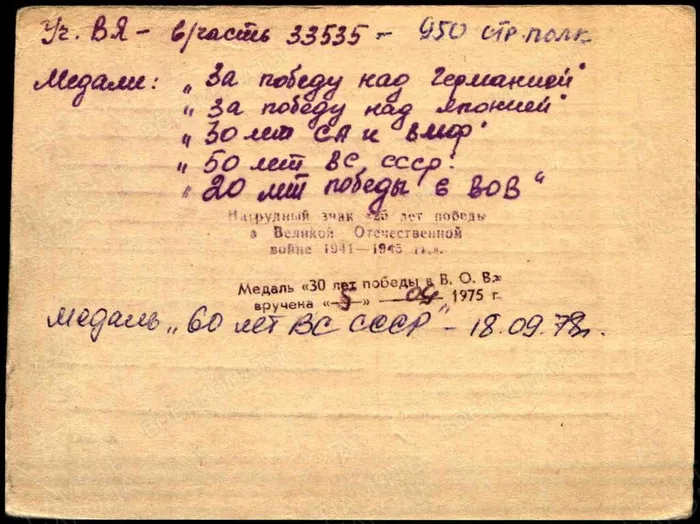 Уч. ВЯ - в/часть 33535 - 950 стр. полк
Медали: „За победу над Германией"
„За победу над Японией"
„30 лет СА и ВМФ"
„50 лет ВС СССР"
„20 лет победы в ВОВ"
Нагрудный знак «25 лет победы
в Великой Отечественной
войне 1941—1945 гг.».
Медаль «30 лет победы в В. О. В.»
вручена «5» 04 1975 г.
Медаль „60 лет ВС СССР" - 18.09.78г.